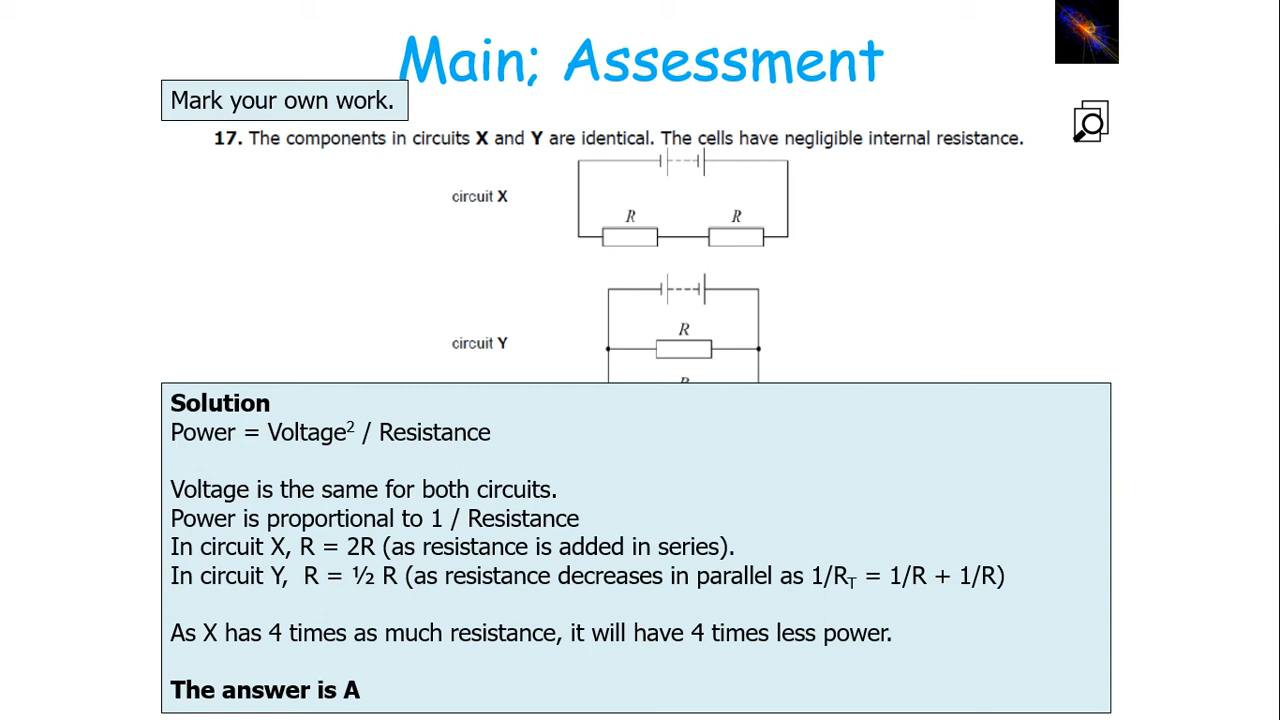 Main; Assessment
Mark your own work.
17. The components in circuits X and Y are identical. The cells have negligible internal resistance.
circuit X
R R
R
circuit Y
Solution
Power = Voltage² / Resistance
Voltage is the same for both circuits.
Power is proportional to 1 / Resistance
In circuit X, R = 2R (as resistance is added in series).
In circuit Y, R = ½ R (as resistance decreases in parallel as 1/R_T = 1/R + 1/R)
As X has 4 times as much resistance, it will have 4 times less power.
The answer is A